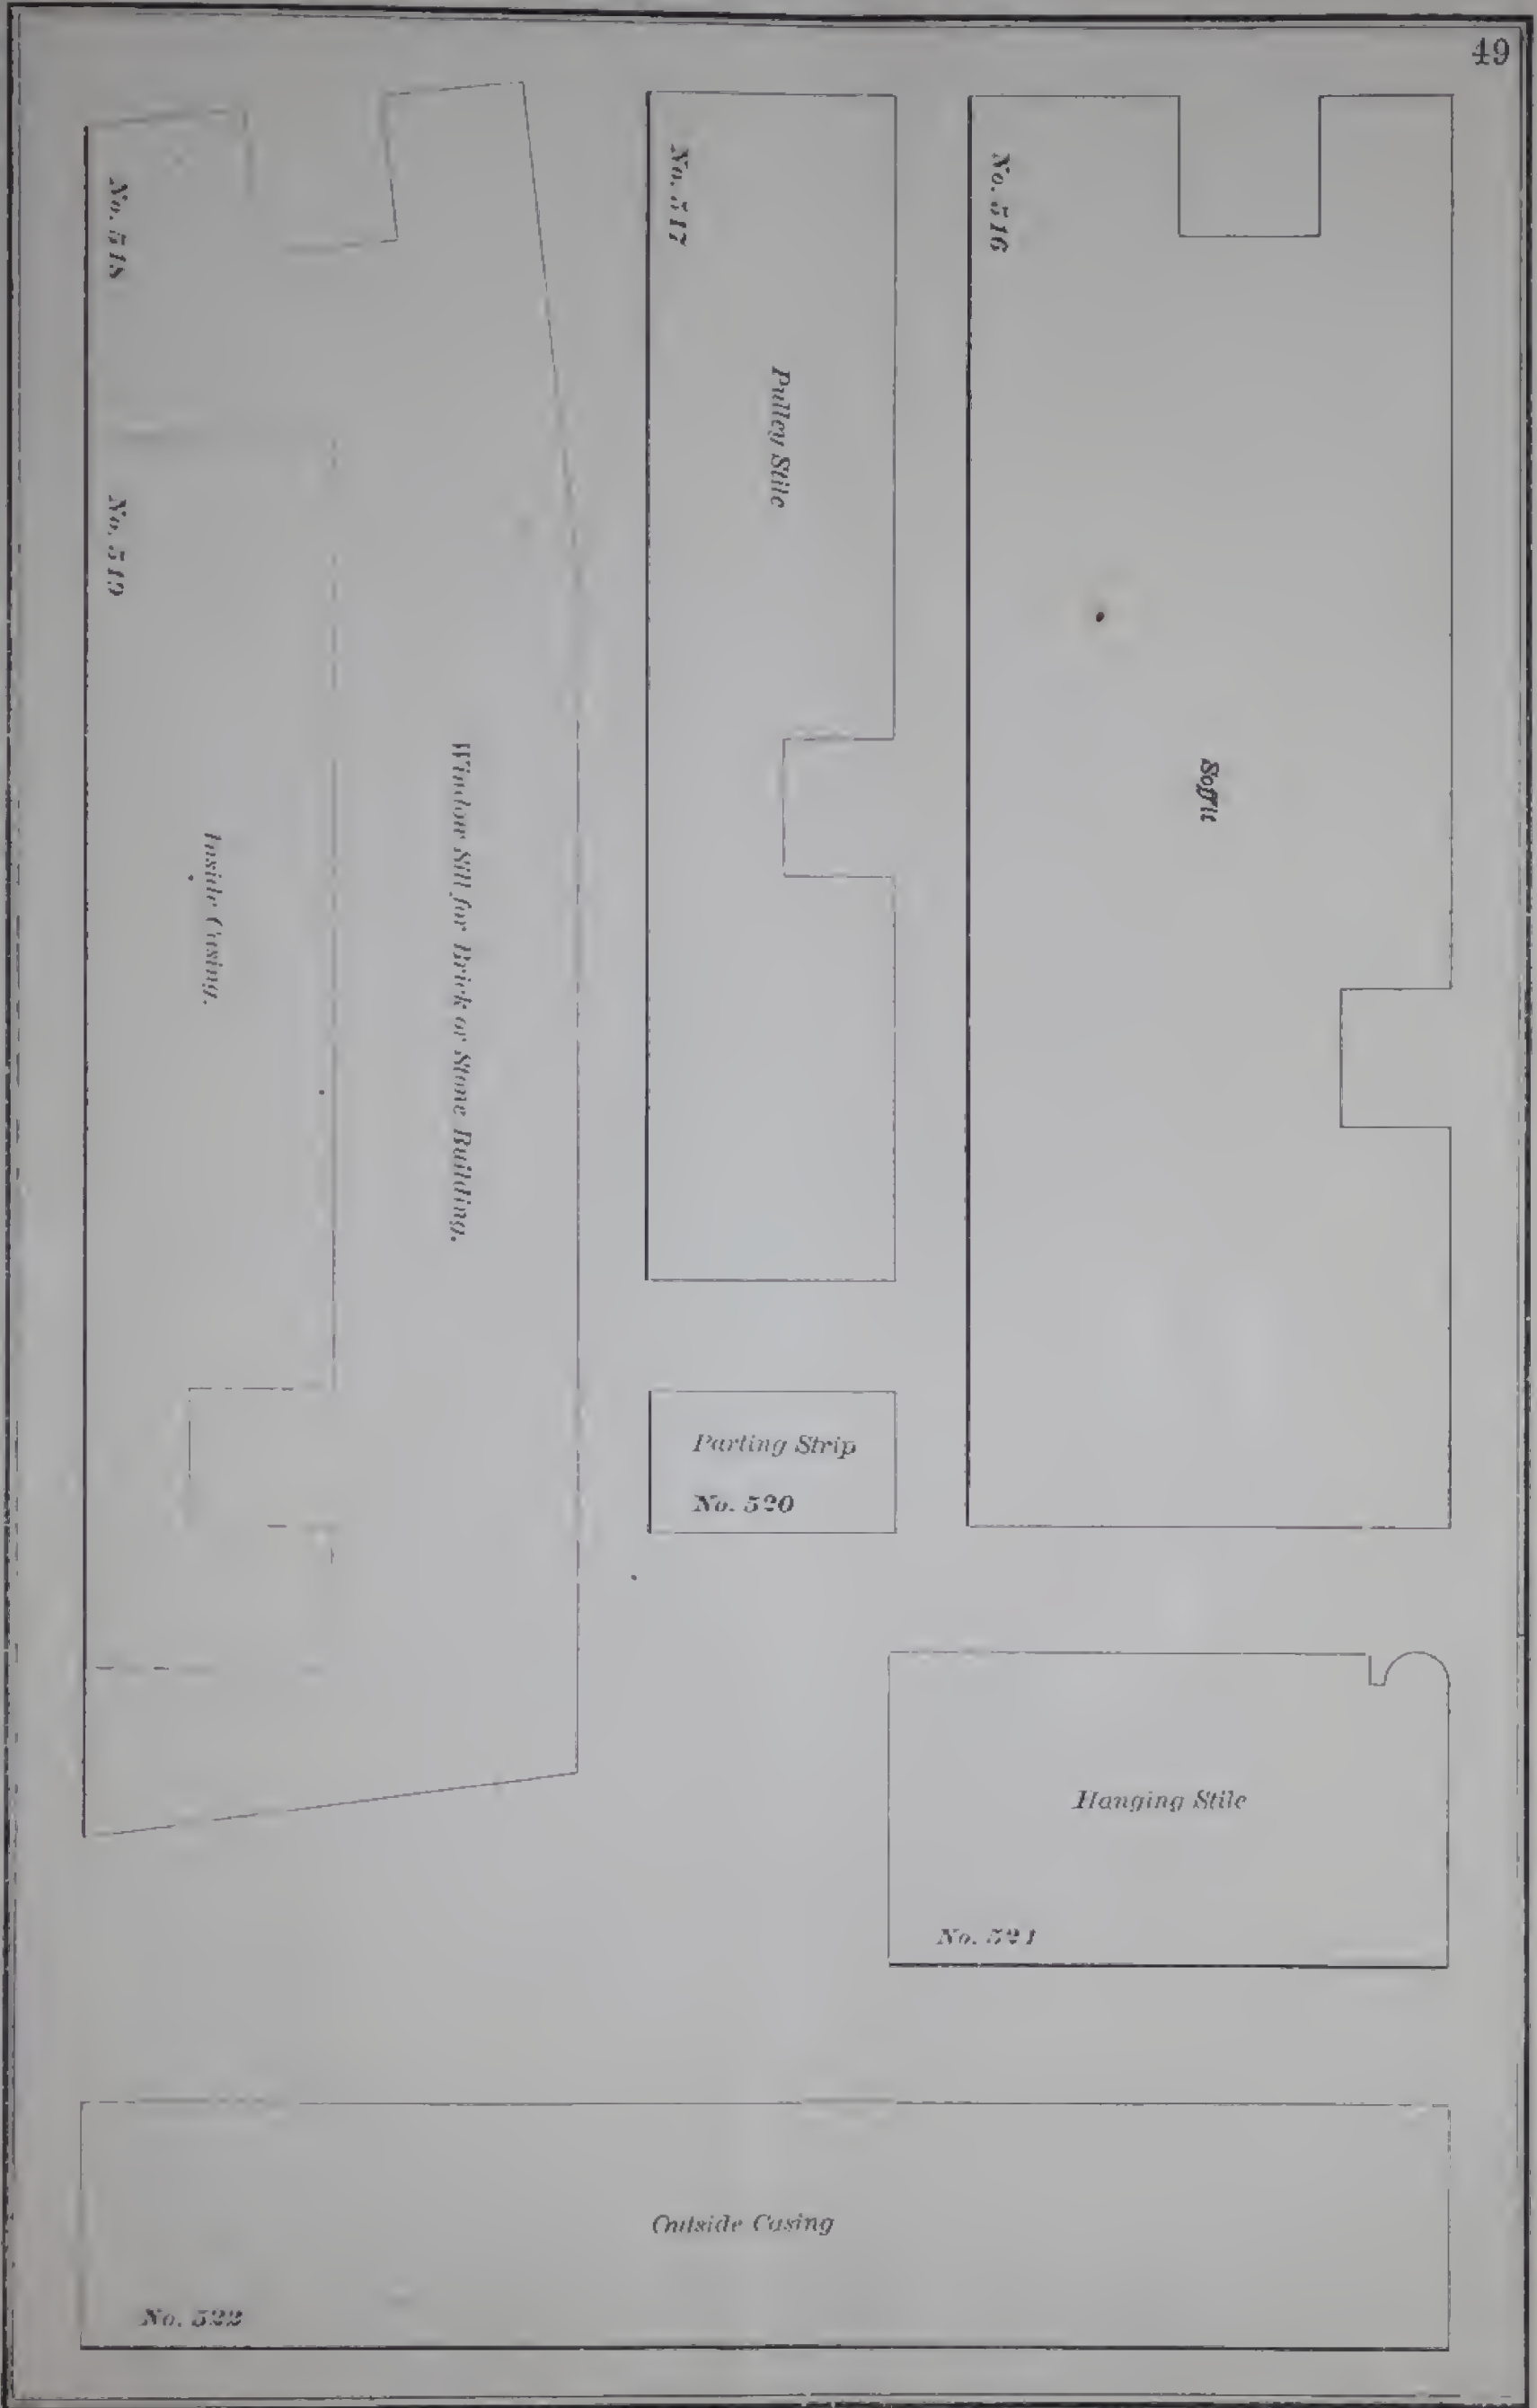 49
No. 516
Soffit
No. 517
Pulley Stile
No. 518
Window Sill for Brick or Stone Building.
No. 519
Inside Casing.
Parting Strip
No. 520
Hanging Stile
No. 521
Outside Casing
No. 522